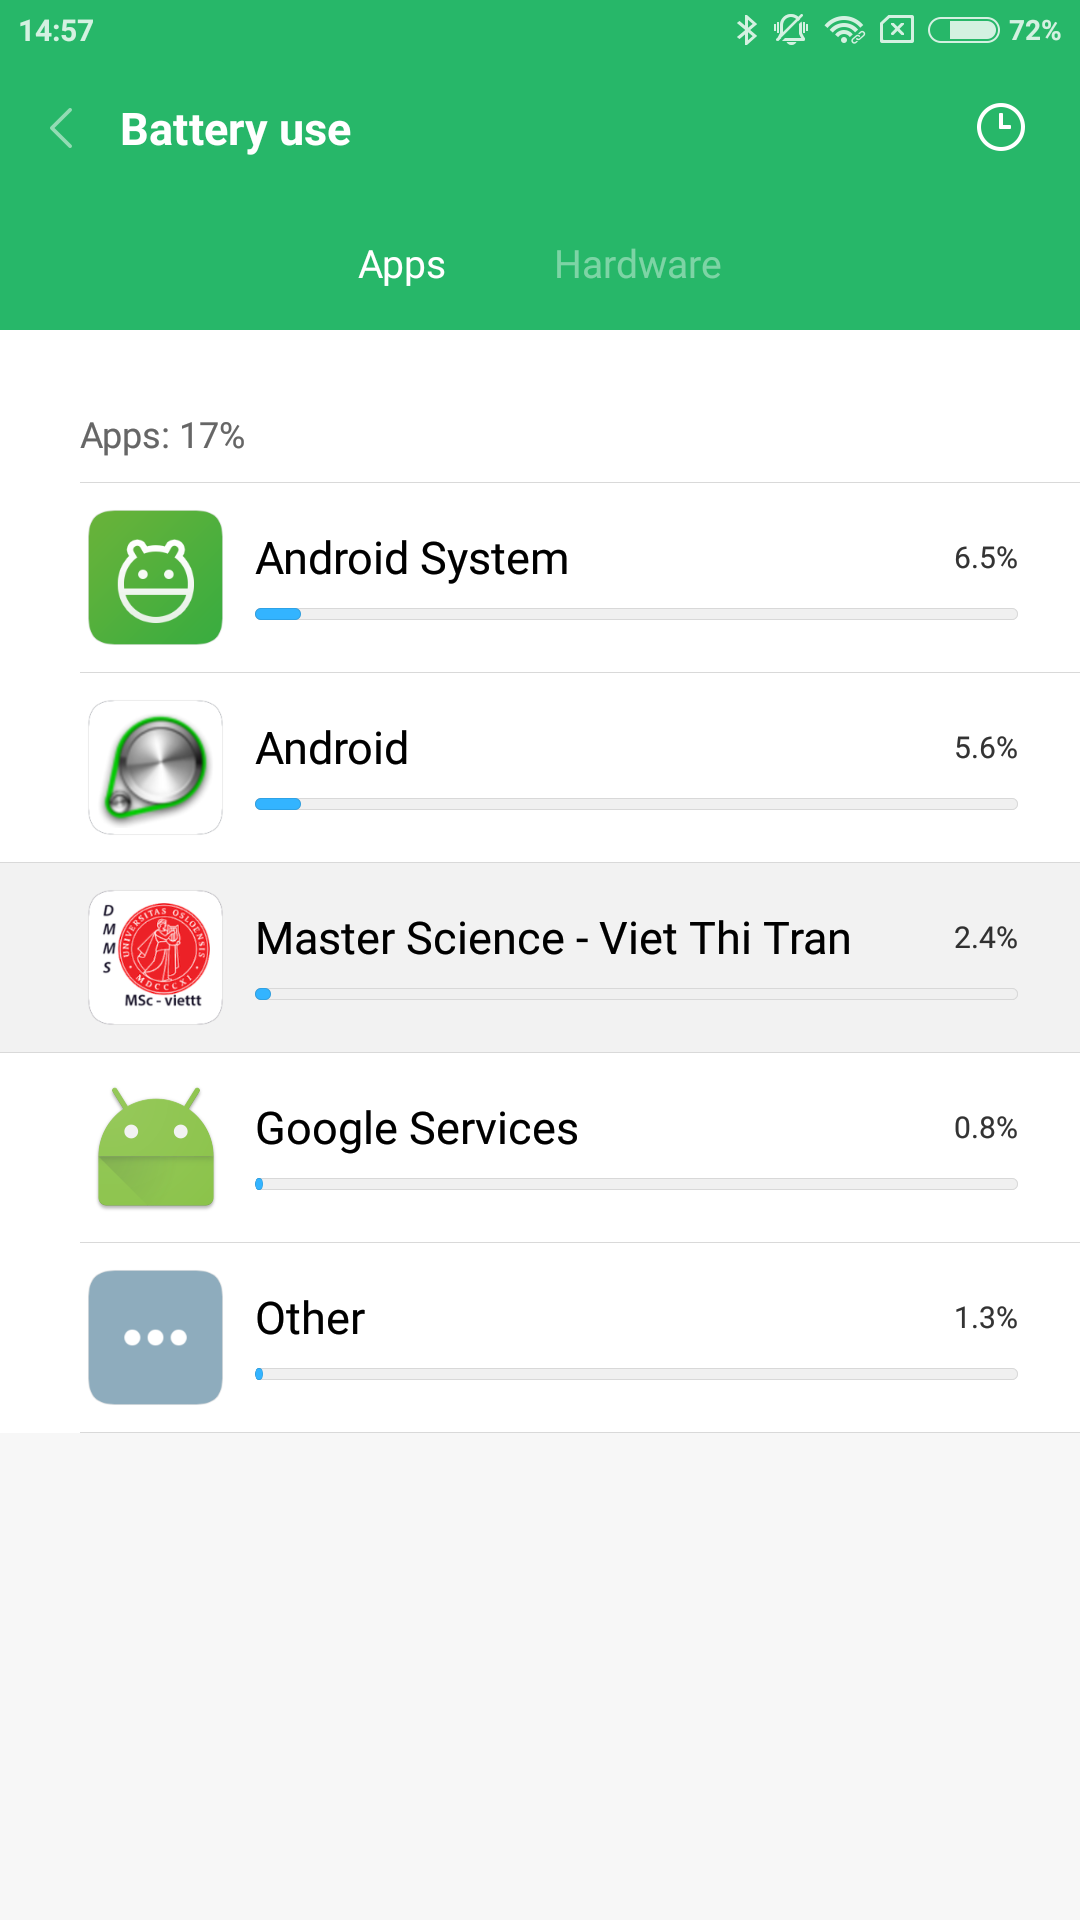 14:57 72%
Battery use
Apps Hardware
Apps: 17%
Android System 6.5%
Android 5.6%
D
M
M
S
UNIVERSITAS OSLOENSIS
MDCCCXI
MSc - viettt
Master Science - Viet Thi Tran 2.4%
Google Services 0.8%
Other 1.3%